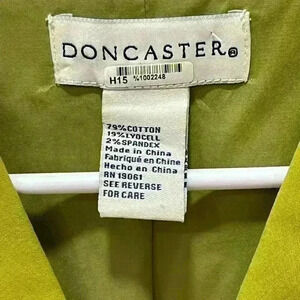 DONCASTER®
H15 %1002248
79%COTTON
19%LYOCELL
2%SPANDEX
Made in China
Fabriqué en Chine
Hecho en China
RN 19061
SEE REVERSE
FOR CARE